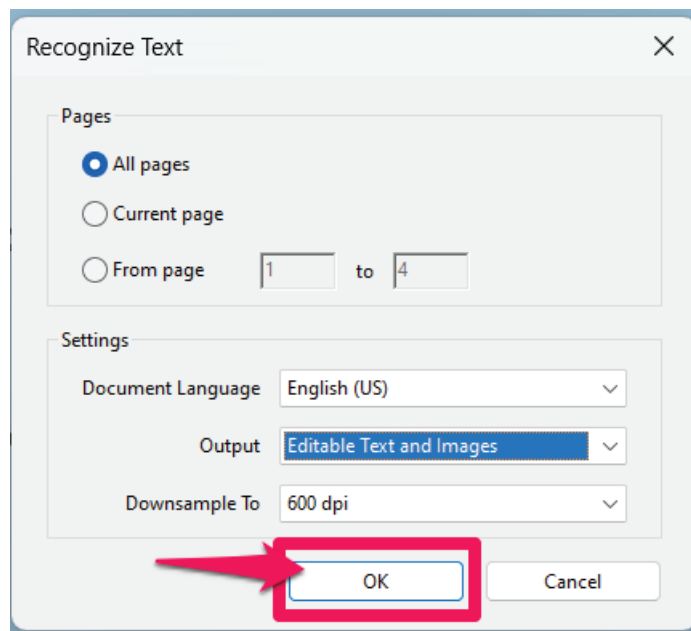 Recognize Text
Pages
All pages
Current page
From page 1 to 4
Settings
Document Language English (US)
Output Editable Text and Images
Downsample To 600 dpi
OK Cancel